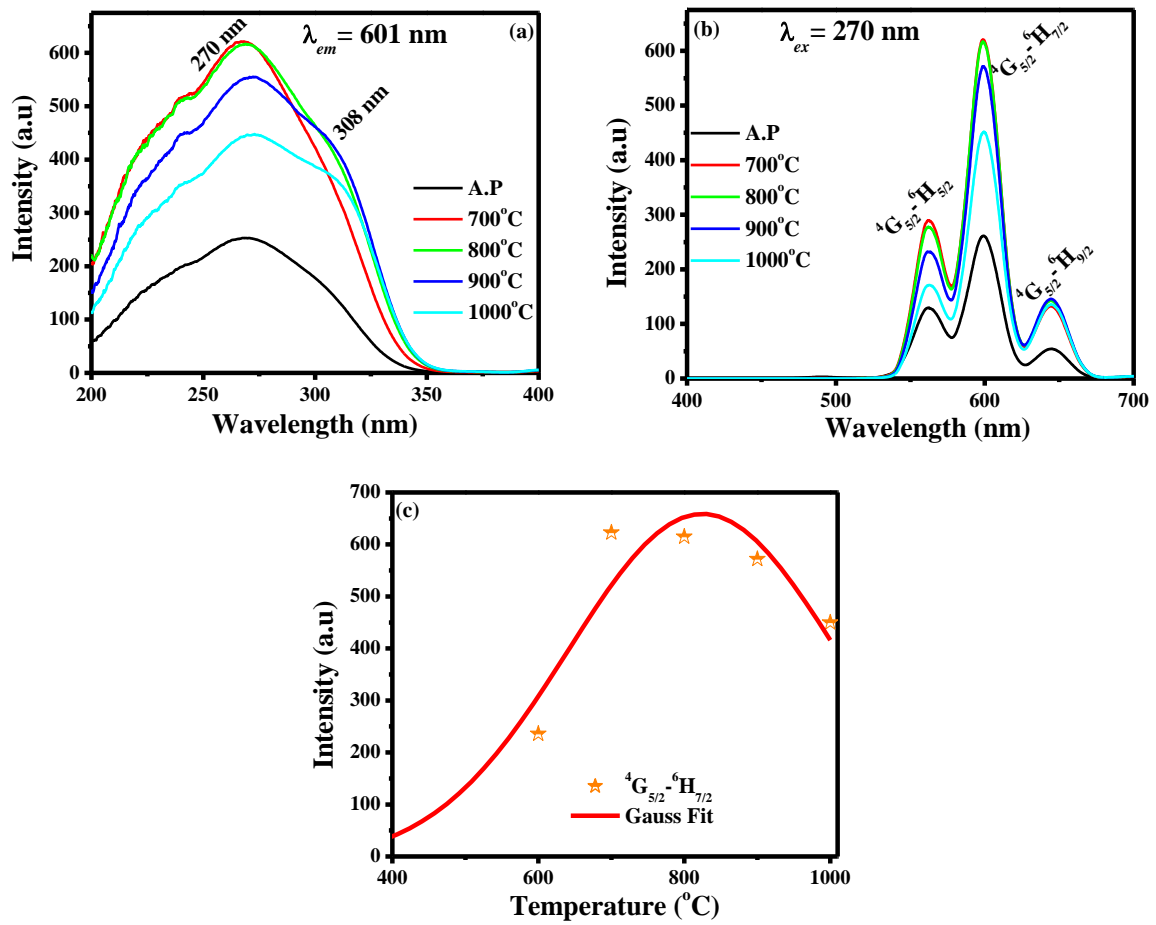 λem = 601 nm
(a)
270 nm
308 nm
A.P
700°C
800°C
900°C
1000°C
Intensity (a.u)
600
500
400
300
200
100
0
200 250 300 350 400
Wavelength (nm)
(b)
λex = 270 nm
⁴G₅/₂-⁶H₇/₂
⁴G₅/₂-⁶H₅/₂
⁴G₅/₂-⁶H₉/₂
A.P
700°C
800°C
900°C
1000°C
Intensity (a.u)
600
500
400
300
200
100
0
400 500 600 700
Wavelength (nm)
(c)
Intensity (a.u)
700
600
500
400
300
200
100
0
⁴G₅/₂-⁶H₇/₂
Gauss Fit
400 600 800 1000
Temperature (°C)